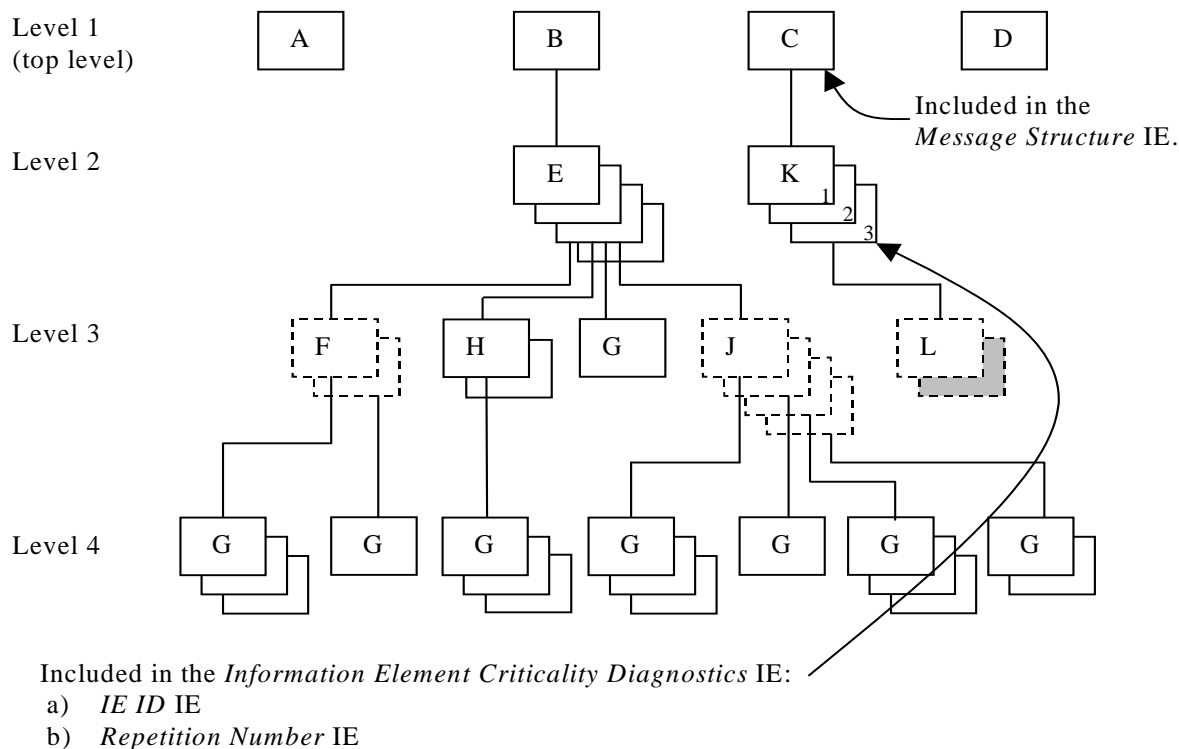 Level 1
(top level)
A
B
C
D
Included in the
Message Structure IE.
Level 2
E
K
1
2
3
Level 3
F
H
G
J
L
Level 4
G
G
G
G
G
G
G
Included in the Information Element Criticality Diagnostics IE:
a) IE ID IE
b) Repetition Number IE